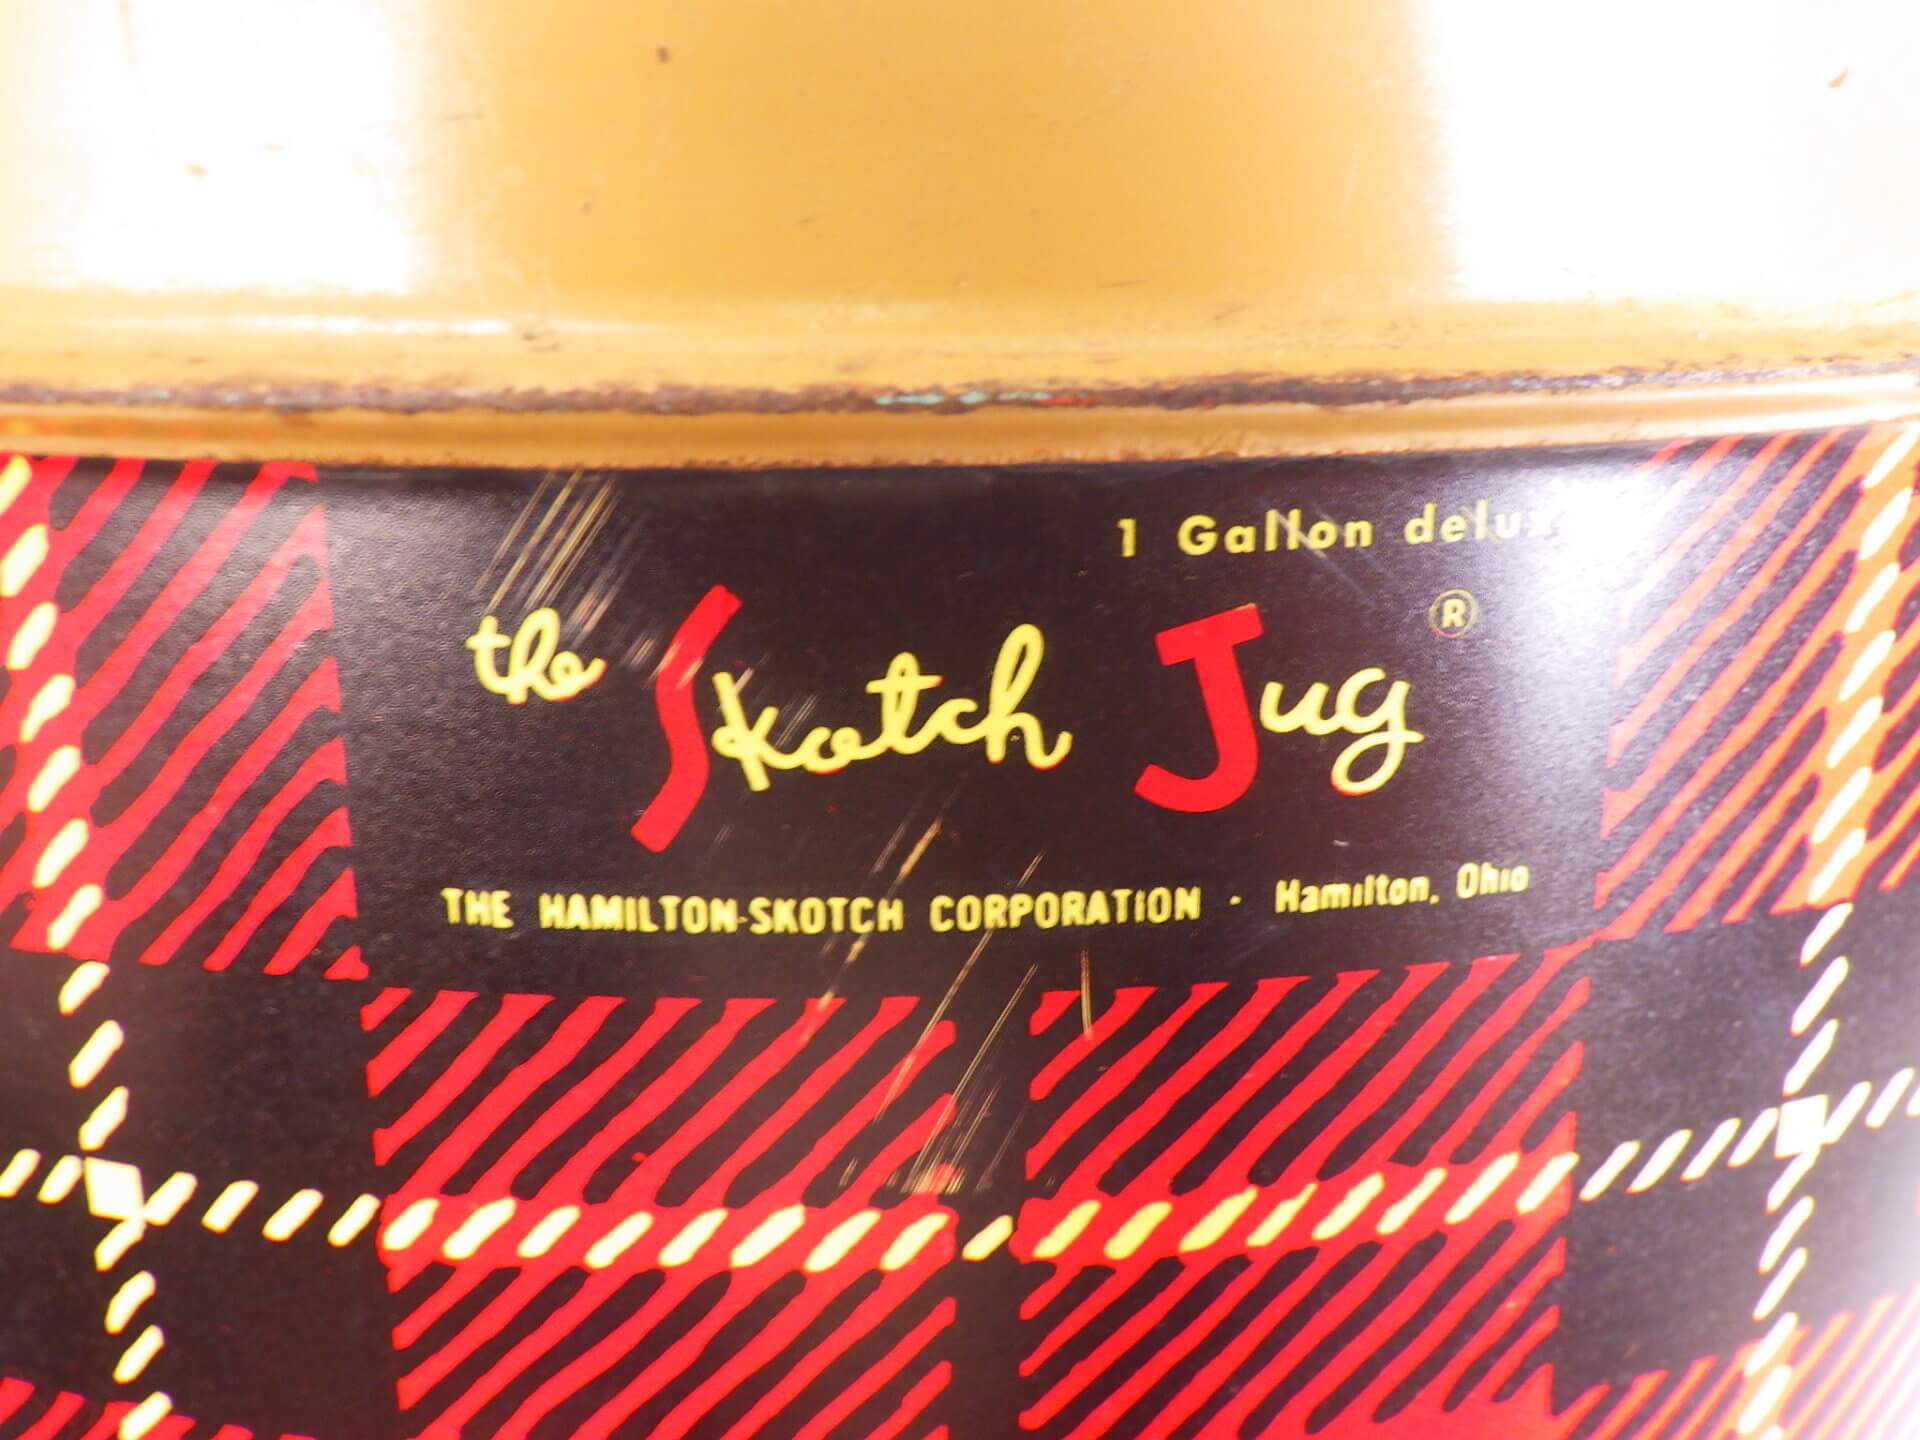 1 Gallon delux
the Skotch Jug ®
THE HAMILTON-SKOTCH CORPORATION · Hamilton, Ohio